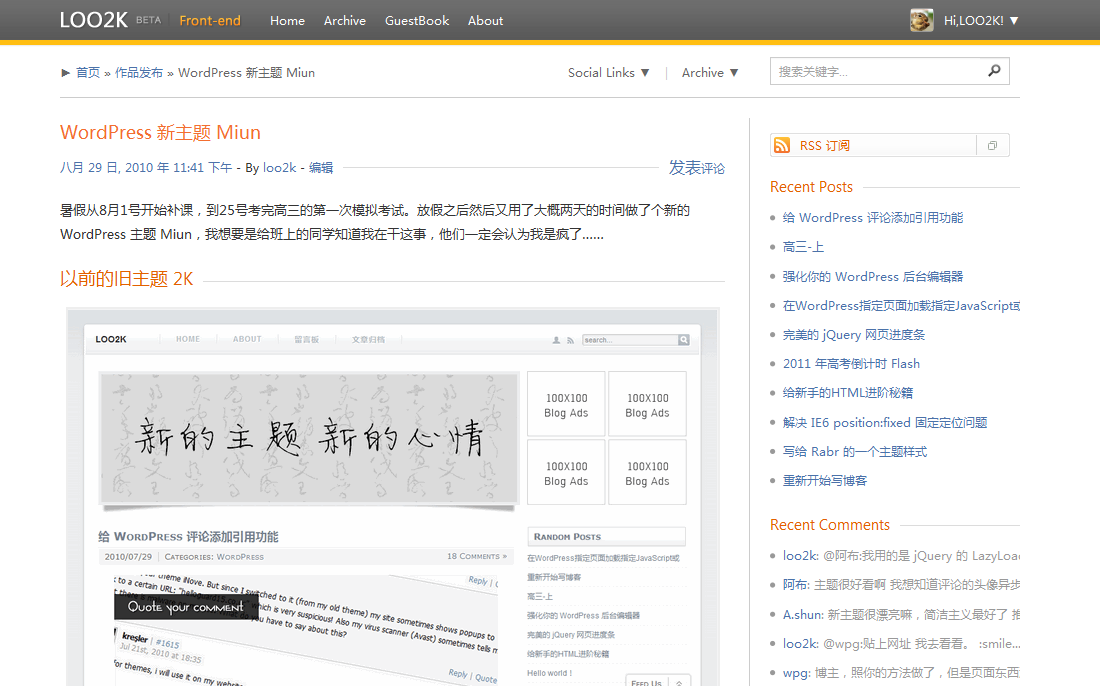 LOO2K BETA Front-end Home Archive GuestBook About Hi,LOO2K! ▼
► 首页 » 作品发布 » WordPress 新主题 Miun
Social Links ▼ | Archive ▼
搜索关键字...
WordPress 新主题 Miun
八月 29 日, 2010 年 11:41 下午 - By loo2k - 编辑
发表评论
暑假从8月1号开始补课，到25号考完高三的第一次模拟考试。放假之后然后又用了大概两天的时间做了个新的
WordPress 主题 Miun，我想要是给班上的同学知道我在干这事，他们一定会认为我是疯了……
以前的旧主题 2K
LOO2K HOME ABOUT 留言板 文章归档 search...
新的主题 新的心情
100X100
Blog Ads
100X100
Blog Ads
100X100
Blog Ads
100X100
Blog Ads
给 WordPress 评论添加引用功能
2010/07/29 | Categories: WordPress 18 Comments »
your theme iNove. But since I switched to it (from my old theme) my site sometimes shows popups to
Reply |
to a certain URL: "
which is very suspicious! Also my virus scanner (Avast) sometimes tells m
Quote your comment
do you have to say about this?
kresler | #1615
Jul 21st, 2010 at 18:35
Reply | Quote
for themes, i will use it on my website
Random Posts
在WordPress指定页面加载指定JavaScript或
重新开始写博客
高三-上
强化你的 WordPress 后台编辑器
完美的 jQuery 网页进度条
给新手的HTML进阶秘籍
Hello world！
Feed Us
RSS 订阅
Recent Posts
给 WordPress 评论添加引用功能
高三-上
强化你的 WordPress 后台编辑器
在WordPress指定页面加载指定JavaScript或
完美的 jQuery 网页进度条
2011 年高考倒计时 Flash
给新手的HTML进阶秘籍
解决 IE6 position:fixed 固定定位问题
写给 Rabr 的一个主题样式
重新开始写博客
Recent Comments
loo2k: @阿布:我用的是 jQuery 的 LazyLoa
阿布: 主题很好看啊 我想知道评论的头像异步
A.shun: 新主题很漂亮嘛，简洁主义最好了 推
loo2k: @wpg:贴上网址 我去看看。 :smile...
wpg: 博主，照你的方法做了，但是页面东西